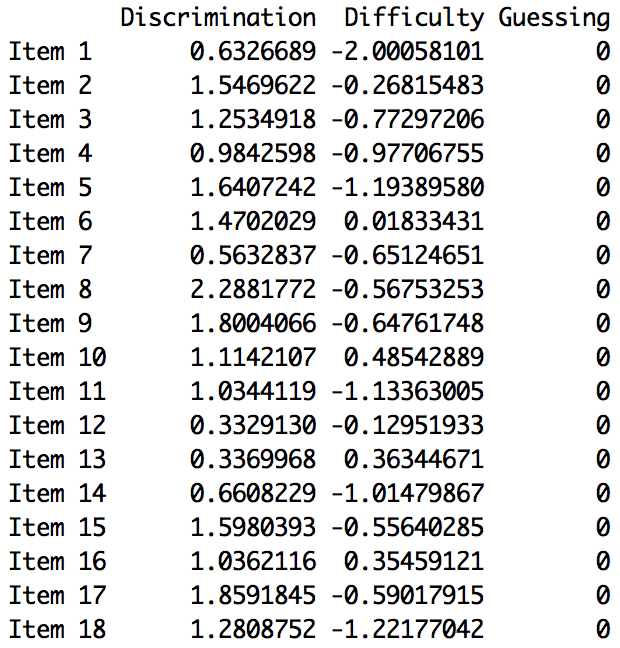 Discrimination Difficulty Guessing
Item 1 0.6326689 -2.00058101 0
Item 2 1.5469622 -0.26815483 0
Item 3 1.2534918 -0.77297206 0
Item 4 0.9842598 -0.97706755 0
Item 5 1.6407242 -1.19389580 0
Item 6 1.4702029 0.01833431 0
Item 7 0.5632837 -0.65124651 0
Item 8 2.2881772 -0.56753253 0
Item 9 1.8004066 -0.64761748 0
Item 10 1.1142107 0.48542889 0
Item 11 1.0344119 -1.13363005 0
Item 12 0.3329130 -0.12951933 0
Item 13 0.3369968 0.36344671 0
Item 14 0.6608229 -1.01479867 0
Item 15 1.5980393 -0.55640285 0
Item 16 1.0362116 0.35459121 0
Item 17 1.8591845 -0.59017915 0
Item 18 1.2808752 -1.22177042 0